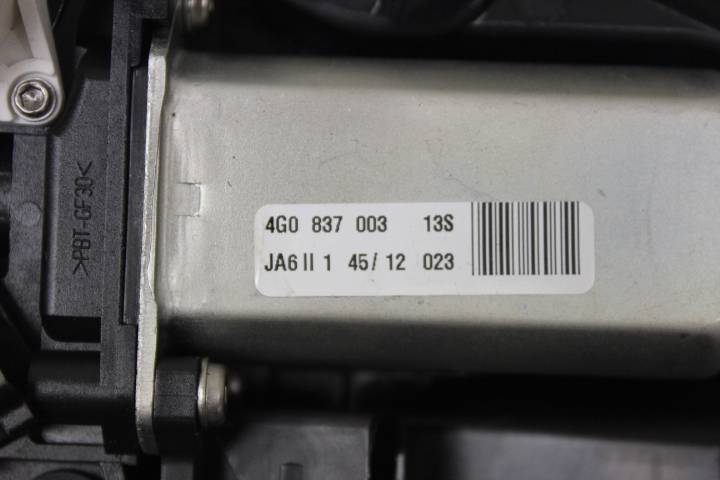 4G0 837 003 13S
JA6 II 1 45/12 023
>PBT-GF30<